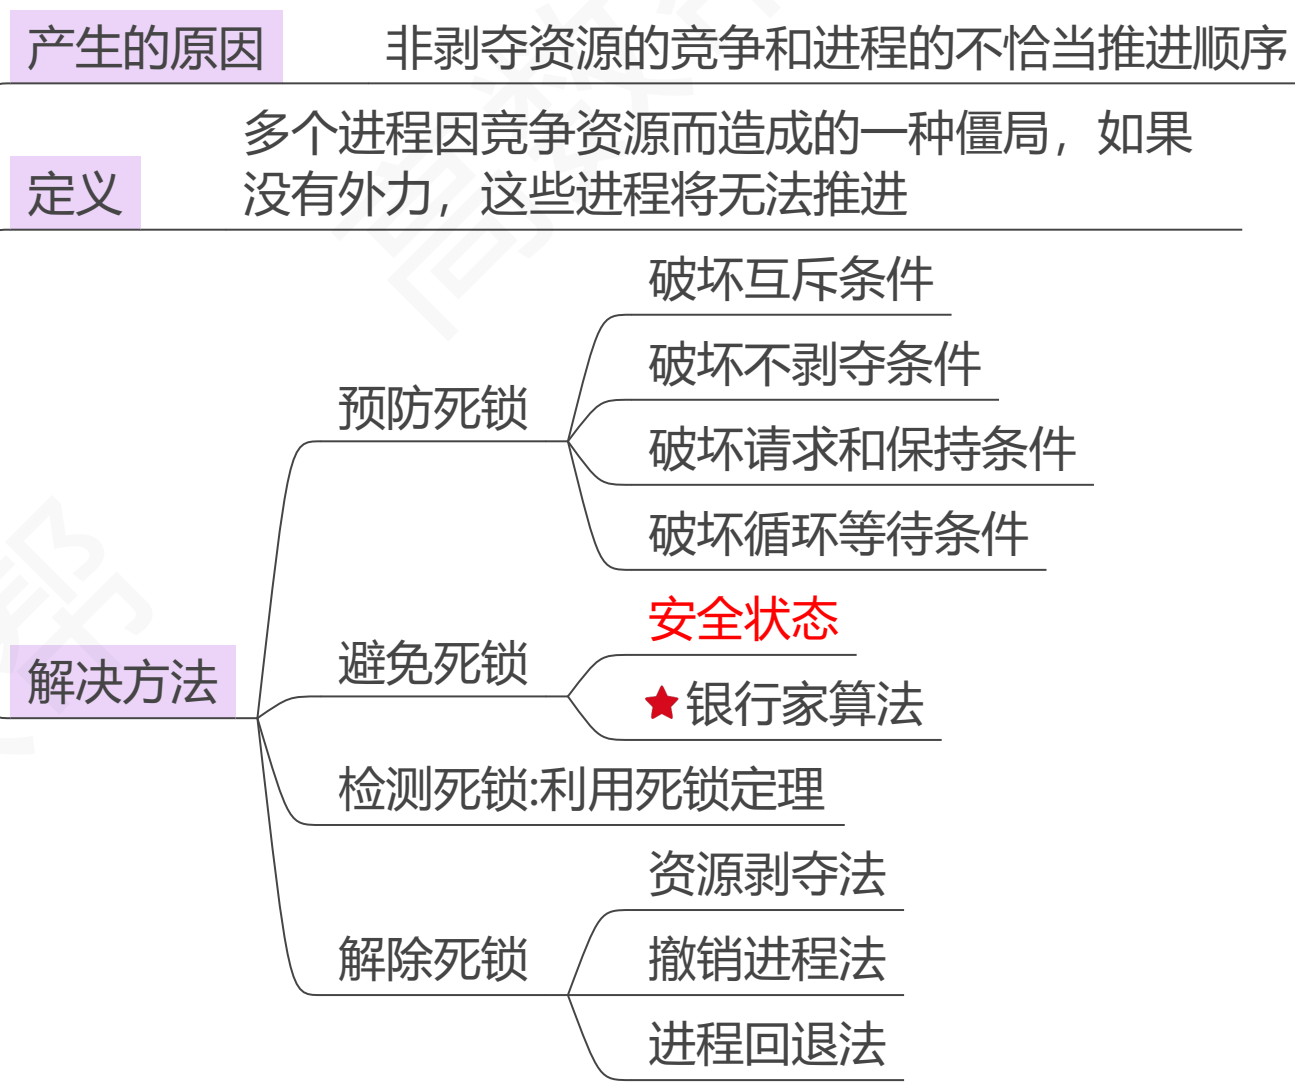 产生的原因
非剥夺资源的竞争和进程的不恰当推进顺序
定义
多个进程因竞争资源而造成的一种僵局，如果
没有外力，这些进程将无法推进
解决方法
预防死锁
破坏互斥条件
破坏不剥夺条件
破坏请求和保持条件
破坏循环等待条件
避免死锁
安全状态
银行家算法
检测死锁:利用死锁定理
解除死锁
资源剥夺法
撤销进程法
进程回退法